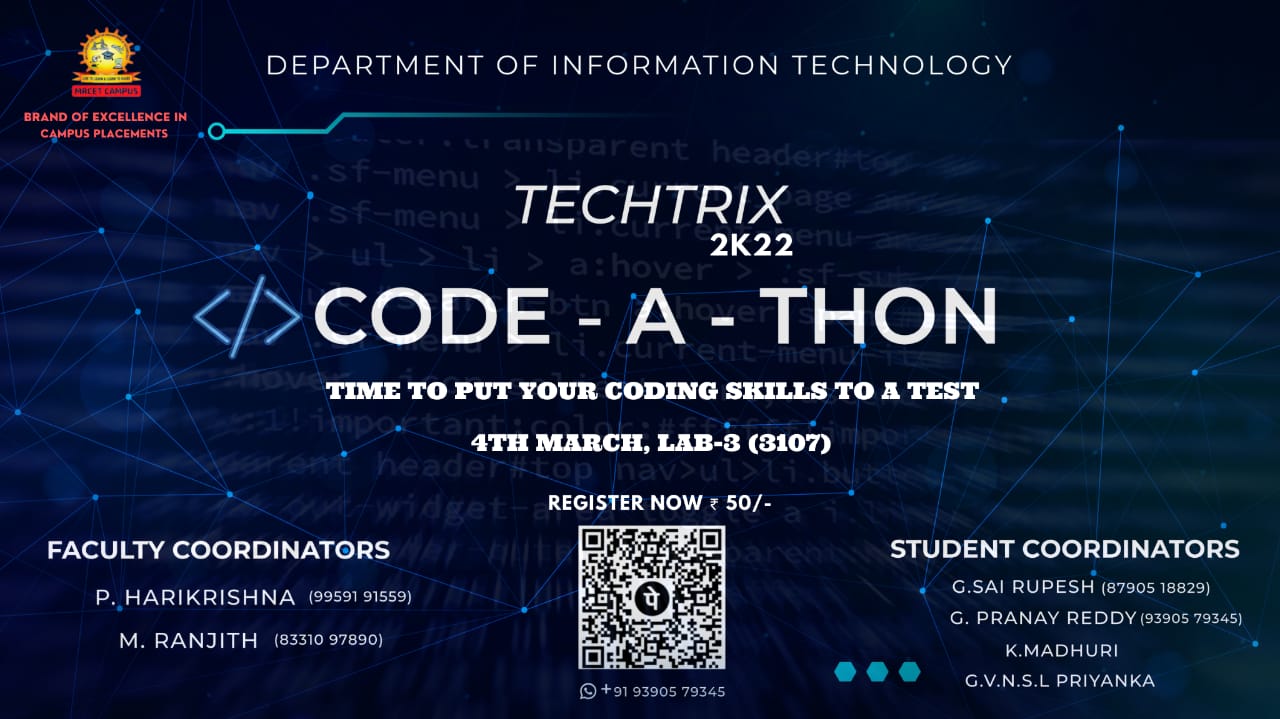 MRCET CAMPUS
BRAND OF EXCELLENCE IN
CAMPUS PLACEMENTS
DEPARTMENT OF INFORMATION TECHNOLOGY
TECHTRIX
2K22
</> CODE - A - THON
TIME TO PUT YOUR CODING SKILLS TO A TEST
4TH MARCH, LAB-3 (3107)
REGISTER NOW ₹ 50/-
पे
+91 93905 79345
FACULTY COORDINATORS
P. HARIKRISHNA (99591 91559)
M. RANJITH (83310 97890)
STUDENT COORDINATORS
G.SAI RUPESH (87905 18829)
G. PRANAY REDDY (93905 79345)
K.MADHURI
G.V.N.S.L PRIYANKA